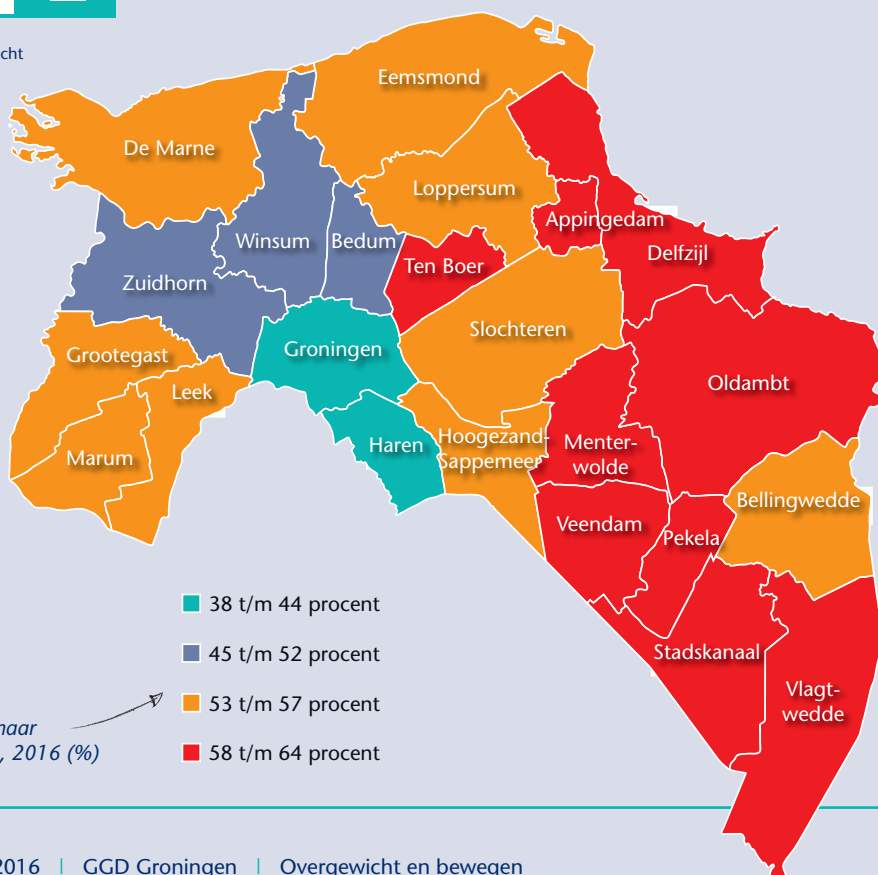 cht
Eemsmond
De Marne
Loppersum
Appingedam
Winsum
Bedum
Delfzijl
Ten Boer
Zuidhorn
Slochteren
Groningen
Grootegast
Oldambt
Leek
Haren
Hoogezand-
Sappemeer
Menter-
wolde
Marum
Bellingwedde
Veendam
Pekela
38 t/m 44 procent
45 t/m 52 procent
Stadskanaal
53 t/m 57 procent
Vlagt-
wedde
naar
, 2016 (%)
58 t/m 64 procent
2016 | GGD Groningen | Overgewicht en bewegen